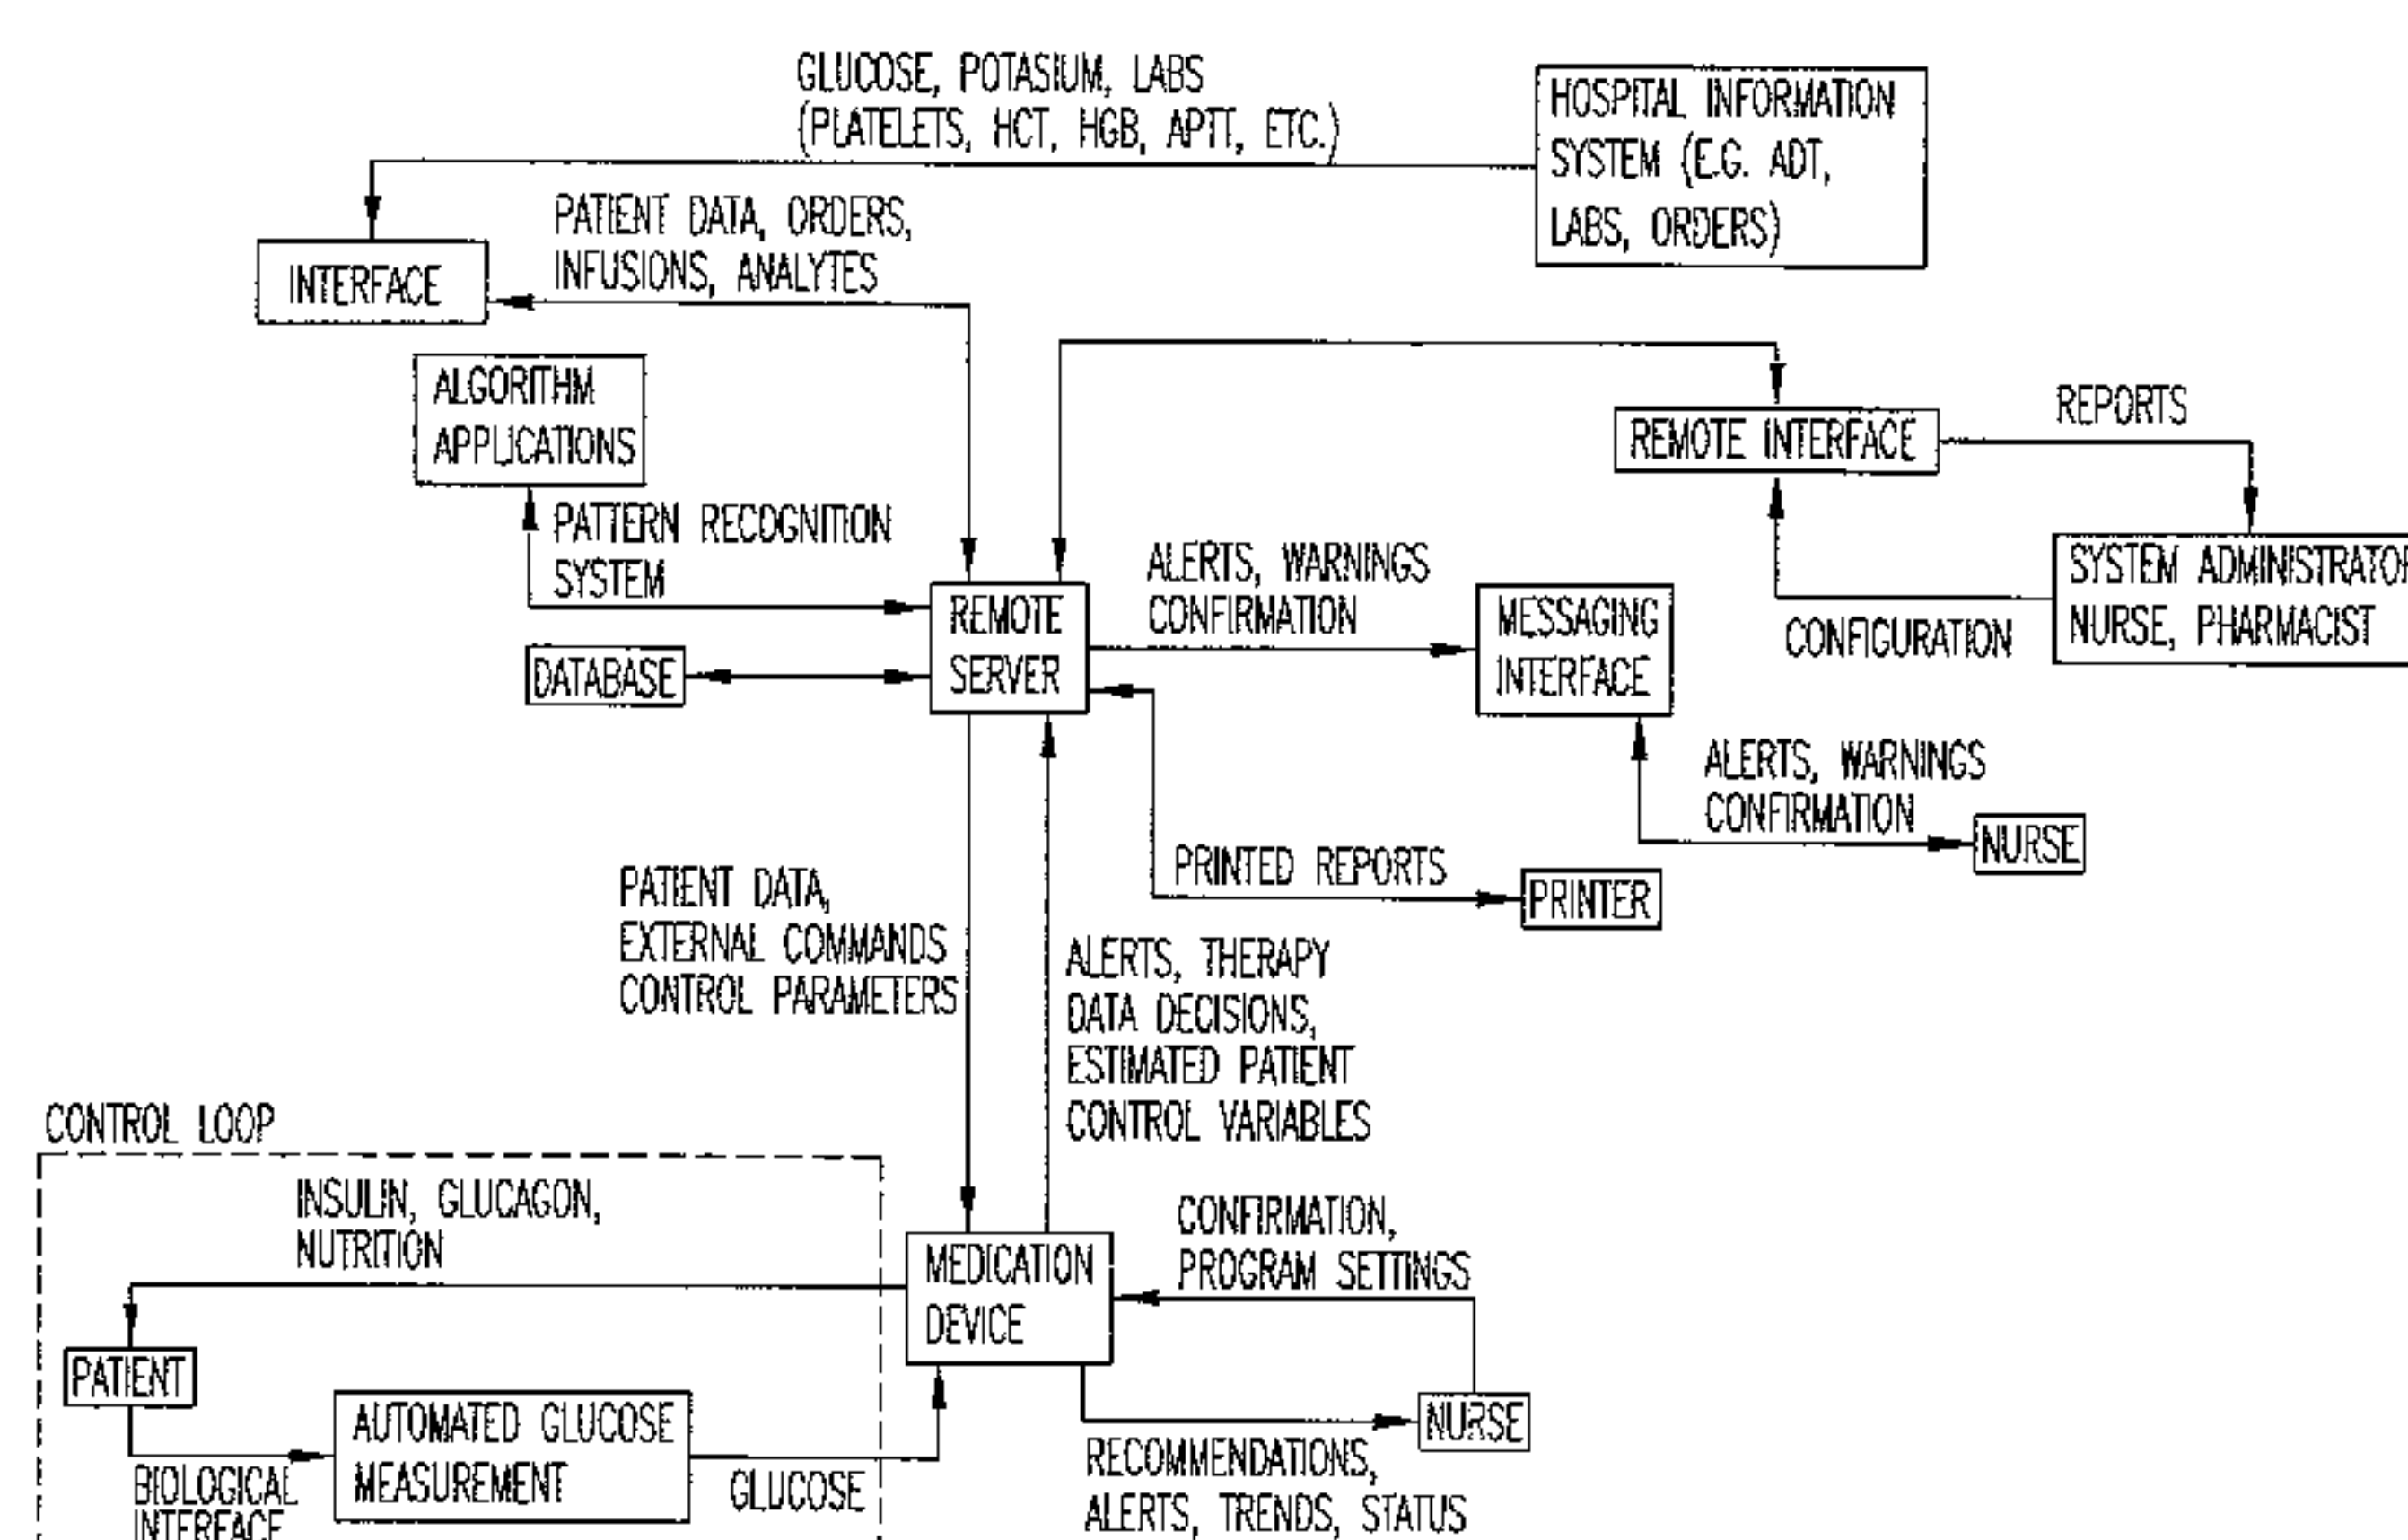 GLUCOSE, POTASIUM, LABS
(PLATELETS, HCT, HGB, APTT, ETC.)
HOSPITAL INFORMATION
SYSTEM (E.G. ADT,
LABS, ORDERS)
PATIENT DATA, ORDERS,
INFUSIONS, ANALYTES
INTERFACE
ALGORITHM
APPLICATIONS
REMOTE INTERFACE
REPORTS
PATTERN RECOGNITION
SYSTEM
ALERTS, WARNINGS
CONFIRMATION
SYSTEM ADMINISTRATOR
NURSE, PHARMACIST
REMOTE
SERVER
MESSAGING
INTERFACE
CONFIGURATION
DATABASE
ALERTS, WARNINGS
CONFIRMATION
NURSE
PRINTED REPORTS
PRINTER
PATIENT DATA,
EXTERNAL COMMANDS
CONTROL PARAMETERS
ALERTS, THERAPY
DATA DECISIONS,
ESTIMATED PATIENT
CONTROL VARIABLES
CONTROL LOOP
INSULIN, GLUCAGON,
NUTRITION
CONFIRMATION,
PROGRAM SETTINGS
MEDICATION
DEVICE
PATIENT
AUTOMATED GLUCOSE
MEASUREMENT
NURSE
BIOLOGICAL
INTERFACE
GLUCOSE
RECOMMENDATIONS,
ALERTS, TRENDS, STATUS